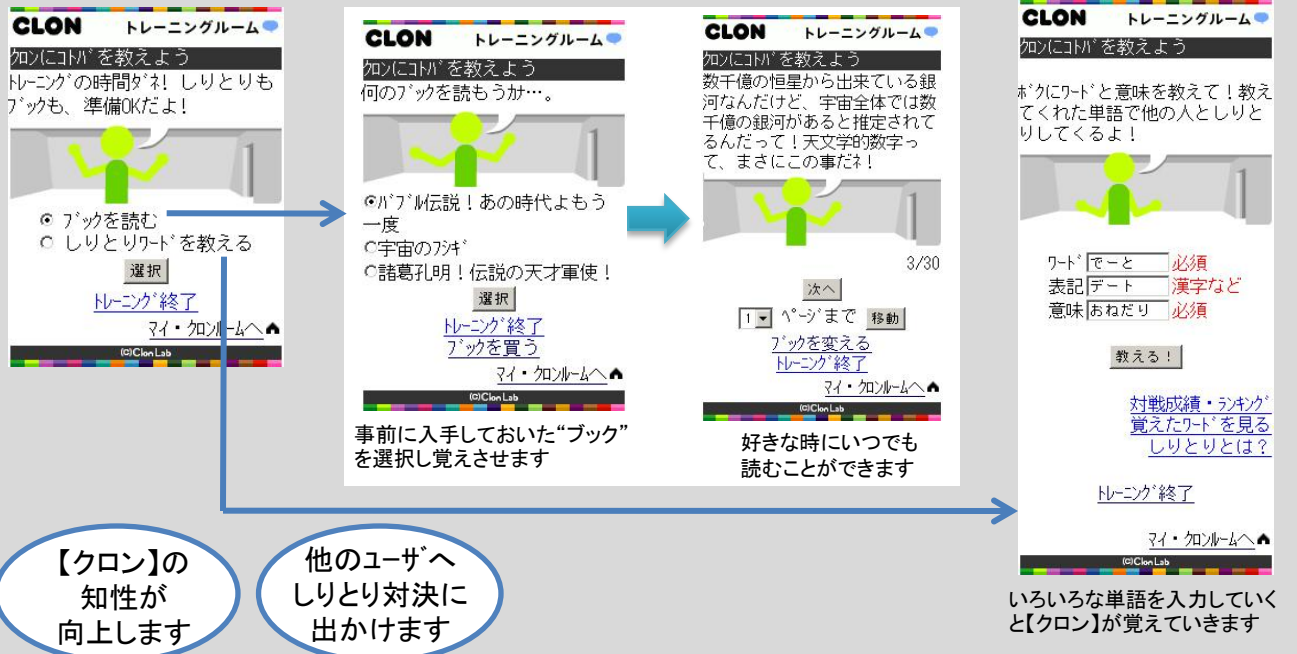 CLON トレーニングルーム
ｸﾛﾝにｺﾄﾊﾞを教えよう
ﾄﾚｰﾆﾝｸﾞの時間ﾀﾞﾈ! しりとりも
ﾌﾞｯｸも、準備OKだよ!
ﾌﾞｯｸを読む
しりとりﾜｰﾄﾞを教える
選択
ﾄﾚｰﾆﾝｸﾞ終了
ﾏｲ・ｸﾛﾝﾙｰﾑへ
(C)Clon Lab
CLON トレーニングルーム
ｸﾛﾝにｺﾄﾊﾞを教えよう
何のﾌﾞｯｸを読もうか…。
ﾊﾞﾌﾞﾙ伝説！あの時代よもう
一度
宇宙のﾌｼｷﾞ
諸葛孔明！伝説の天才軍使！
選択
ﾄﾚｰﾆﾝｸﾞ終了
ﾌﾞｯｸを買う
ﾏｲ・ｸﾛﾝﾙｰﾑへ
(C)Clon Lab
事前に入手しておいた“ブック”
を選択し覚えさせます
CLON トレーニングルーム
ｸﾛﾝにｺﾄﾊﾞを教えよう
数千億の恒星から出来ている銀
河なんだけど、宇宙全体では数
千億の銀河があると推定されて
るんだって！天文学的数字っ
て、まさにこの事だﾈ！
3/30
次へ
1 ﾍﾟｰｼﾞまで 移動
ﾌﾞｯｸを変える
ﾄﾚｰﾆﾝｸﾞ終了
ﾏｲ・ｸﾛﾝﾙｰﾑへ
(C)Clon Lab
好きな時にいつでも
読むことができます
CLON トレーニングルーム
ｸﾛﾝにｺﾄﾊﾞを教えよう
ﾎﾞｸにﾜｰﾄﾞと意味を教えて！教え
てくれた単語で他の人としりと
りしてくるよ！
ﾜｰﾄﾞ でーと 必須
表記 デート 漢字など
意味 おねだり 必須
教える！
対戦成績・ﾗﾝｷﾝｸﾞ
覚えたﾜｰﾄﾞを見る
しりとりとは？
ﾄﾚｰﾆﾝｸﾞ終了
ﾏｲ・ｸﾛﾝﾙｰﾑへ
(C)Clon Lab
いろいろな単語を入力していく
と【クロン】が覚えていきます
【クロン】の
知性が
向上します
他のﾕｰｻﾞへ
しりとり対決に
出かけます